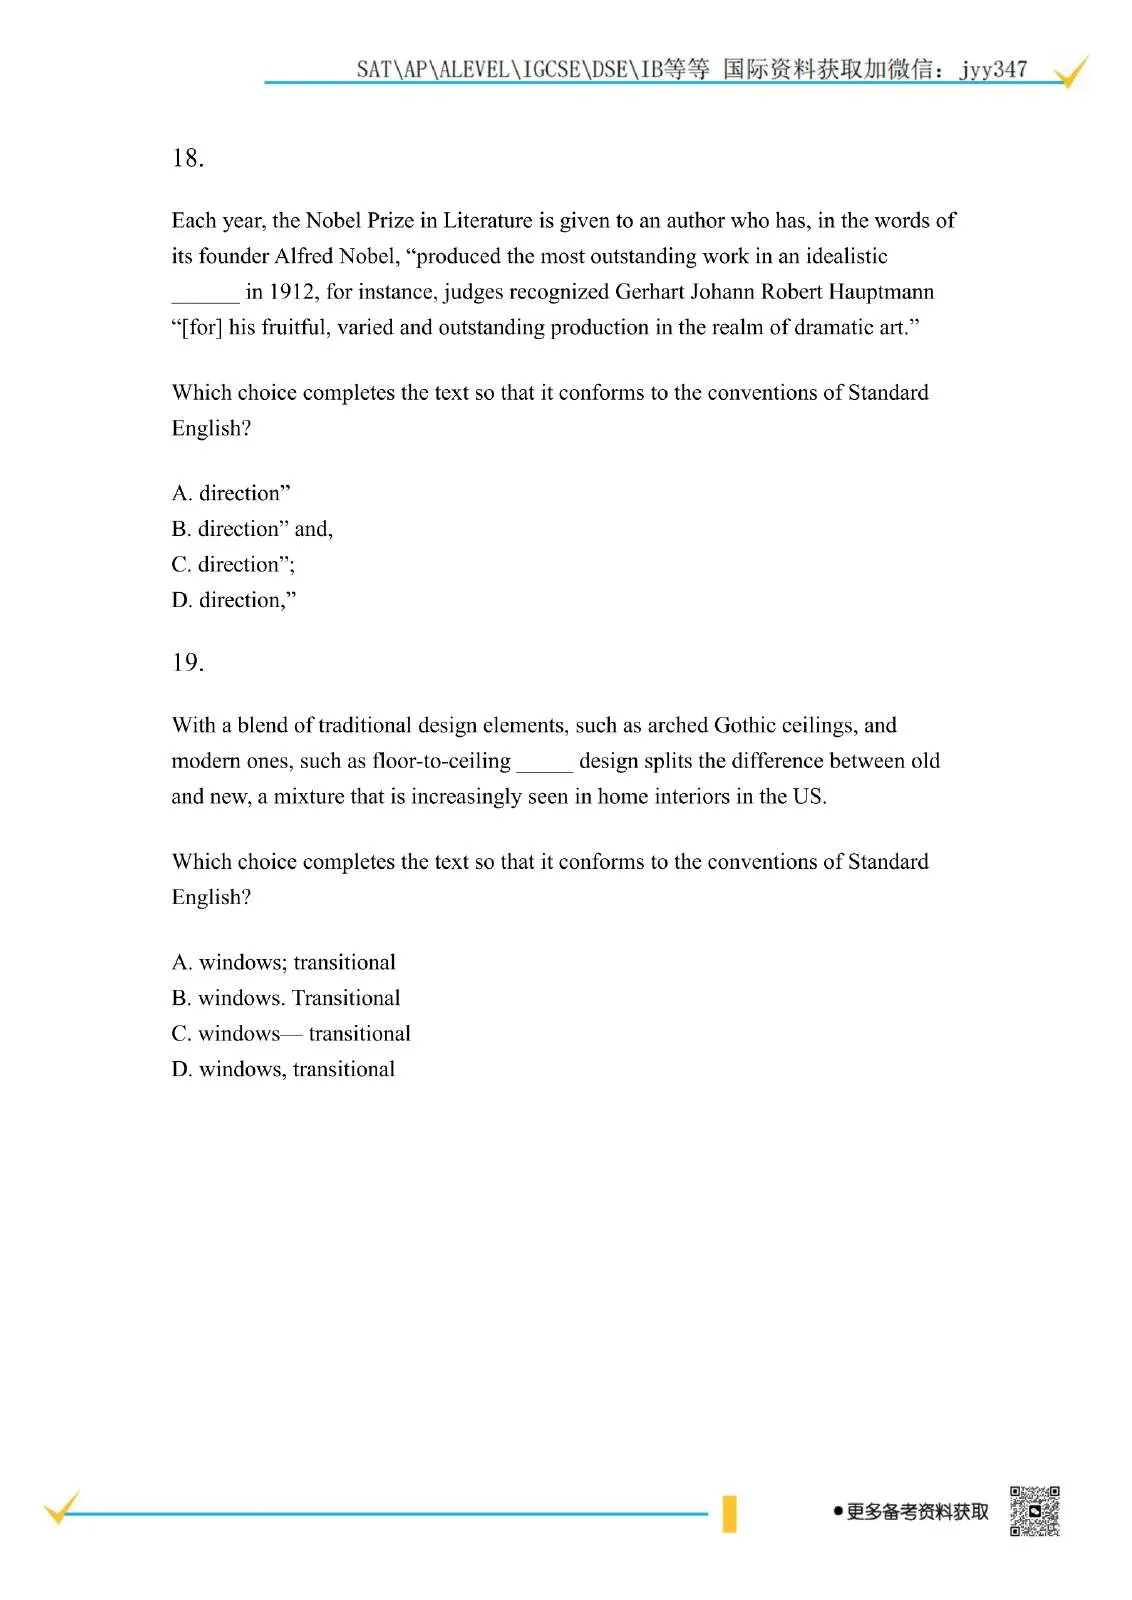 SAT\AP\ALEVEL\IGCSE\DSE\IB等等 国际资料获取加微信：jyy347
18.
Each year, the Nobel Prize in Literature is given to an author who has, in the words of
its founder Alfred Nobel, “produced the most outstanding work in an idealistic
______ in 1912, for instance, judges recognized Gerhart Johann Robert Hauptmann
“[for] his fruitful, varied and outstanding production in the realm of dramatic art.”
Which choice completes the text so that it conforms to the conventions of Standard
English?
A. direction”
B. direction” and,
C. direction”;
D. direction,”
19.
With a blend of traditional design elements, such as arched Gothic ceilings, and
modern ones, such as floor-to-ceiling _____ design splits the difference between old
and new, a mixture that is increasingly seen in home interiors in the US.
Which choice completes the text so that it conforms to the conventions of Standard
English?
A. windows; transitional
B. windows. Transitional
C. windows— transitional
D. windows, transitional
●更多备考资料获取